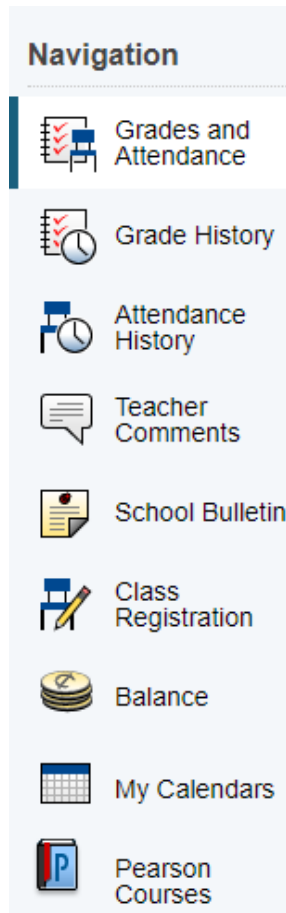 Navigation
Grades and
Attendance
Grade History
Attendance
History
Teacher
Comments
School Bulletin
Class
Registration
Balance
My Calendars
P
Pearson
Courses